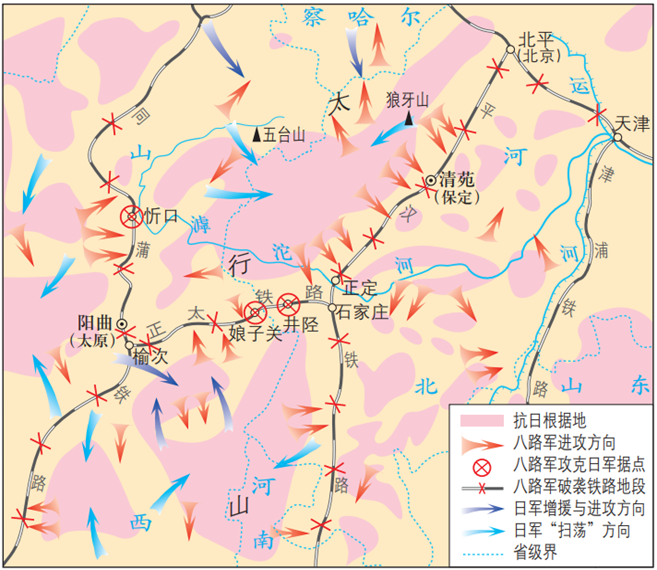 察哈尔
北平
(北京)
运
天津
太
狼牙山
平
同
五台山
山
河
清苑
(保定)
津
汉
忻口
滹
蒲
沱
河
河
浦
行
正定
铁
路
太
正
井陉
石家庄
娘子关
铁
阳曲
(太原)
榆次
铁
铁
路
北
山
东
路
路
河
山
西
南
抗日根据地
八路军进攻方向
八路军攻克日军据点
八路军破袭铁路地段
日军增援与进攻方向
日军“扫荡”方向
省级界